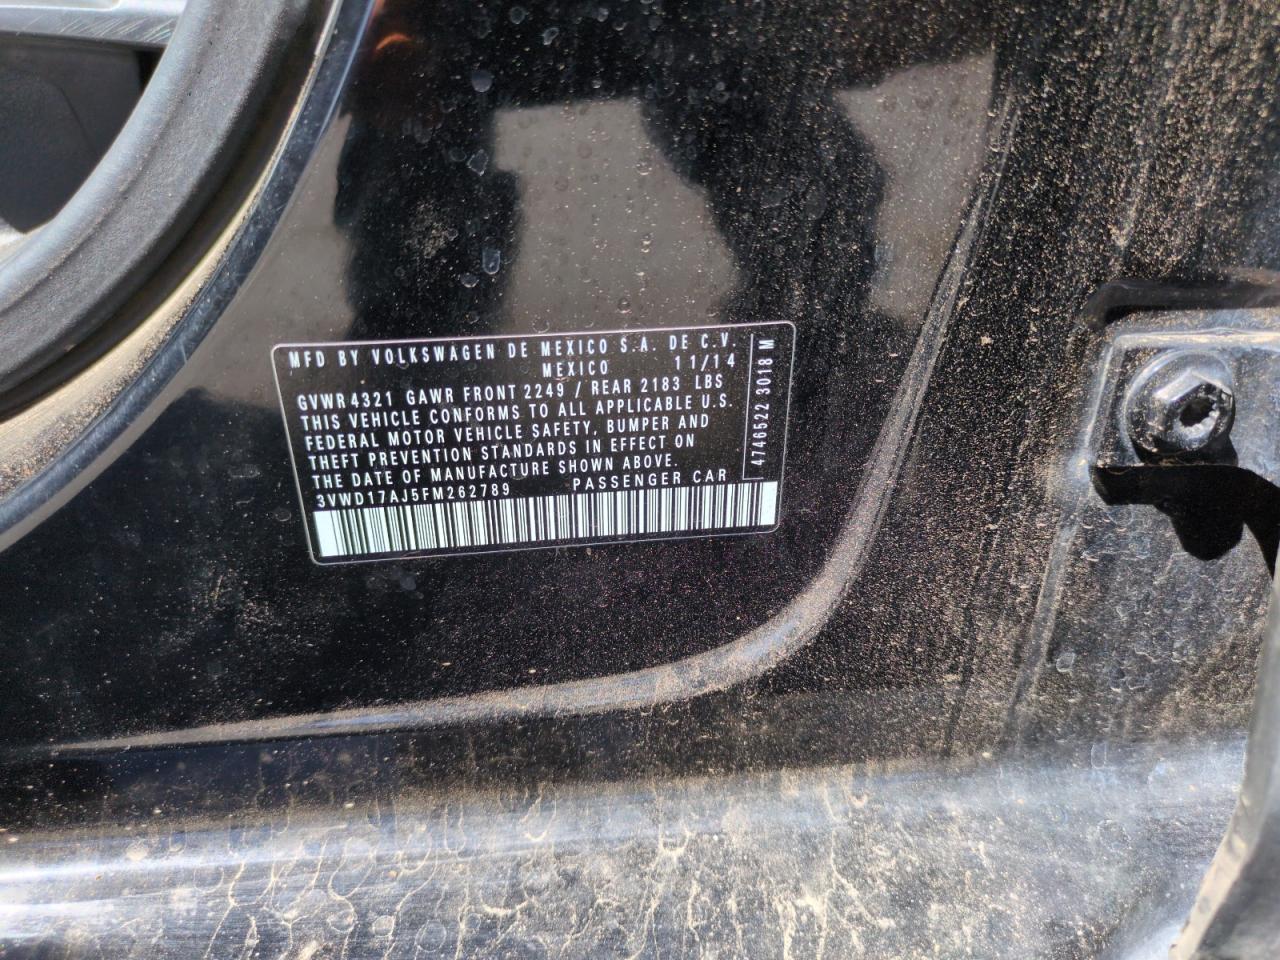 MFD BY VOLKSWAGEN DE MEXICO S.A. DE C.V.
MEXICO 11/14
GVWR 4321 GAWR FRONT 2249 / REAR 2183 LBS
THIS VEHICLE CONFORMS TO ALL APPLICABLE U.S.
FEDERAL MOTOR VEHICLE SAFETY, BUMPER AND
THEFT PREVENTION STANDARDS IN EFFECT ON
THE DATE OF MANUFACTURE SHOWN ABOVE.
3VWD17AJ5FM262789 PASSENGER CAR
4746522 3018 M